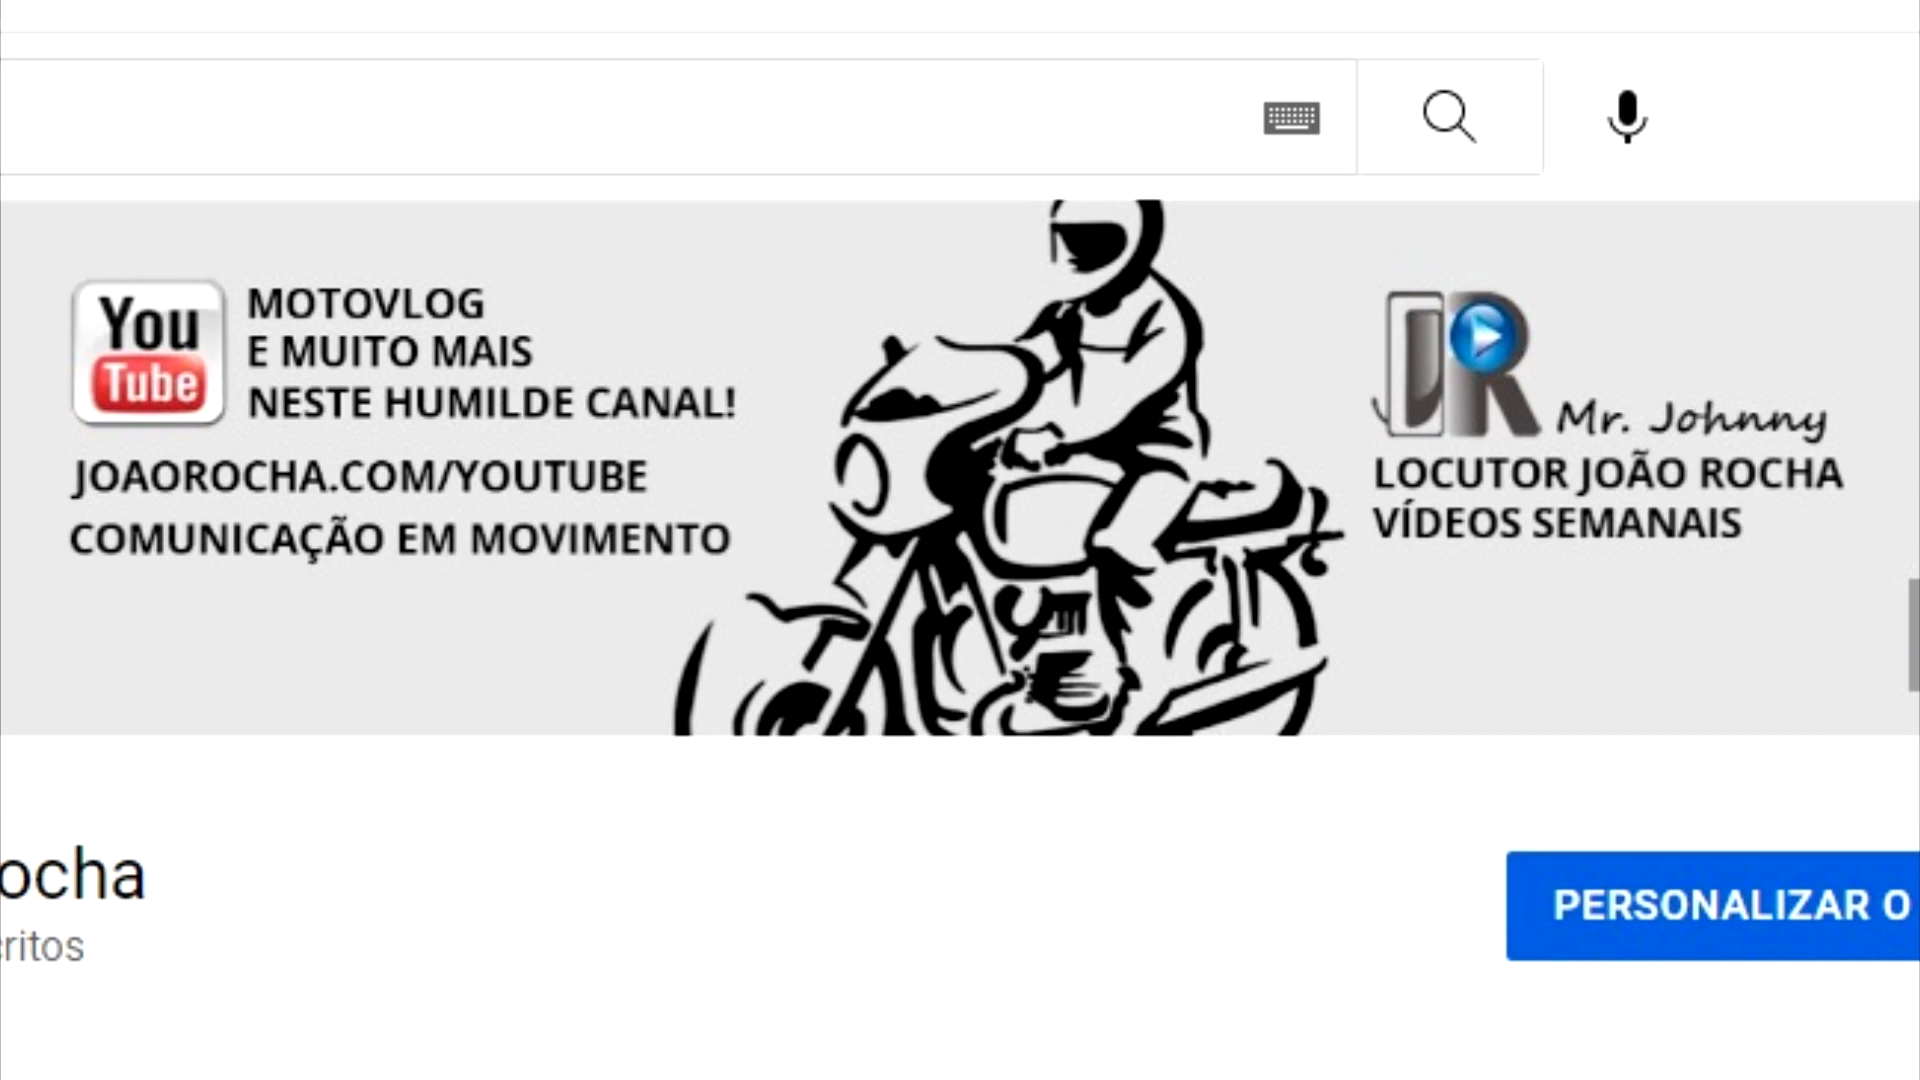 You
Tube
MOTOVLOG
E MUITO MAIS
NESTE HUMILDE CANAL!
JOAOROCHA.COM/YOUTUBE
COMUNICAÇÃO EM MOVIMENTO
JR
Mr. Johnny
LOCUTOR JOÃO ROCHA
VÍDEOS SEMANAIS
ocha
critos
PERSONALIZAR O